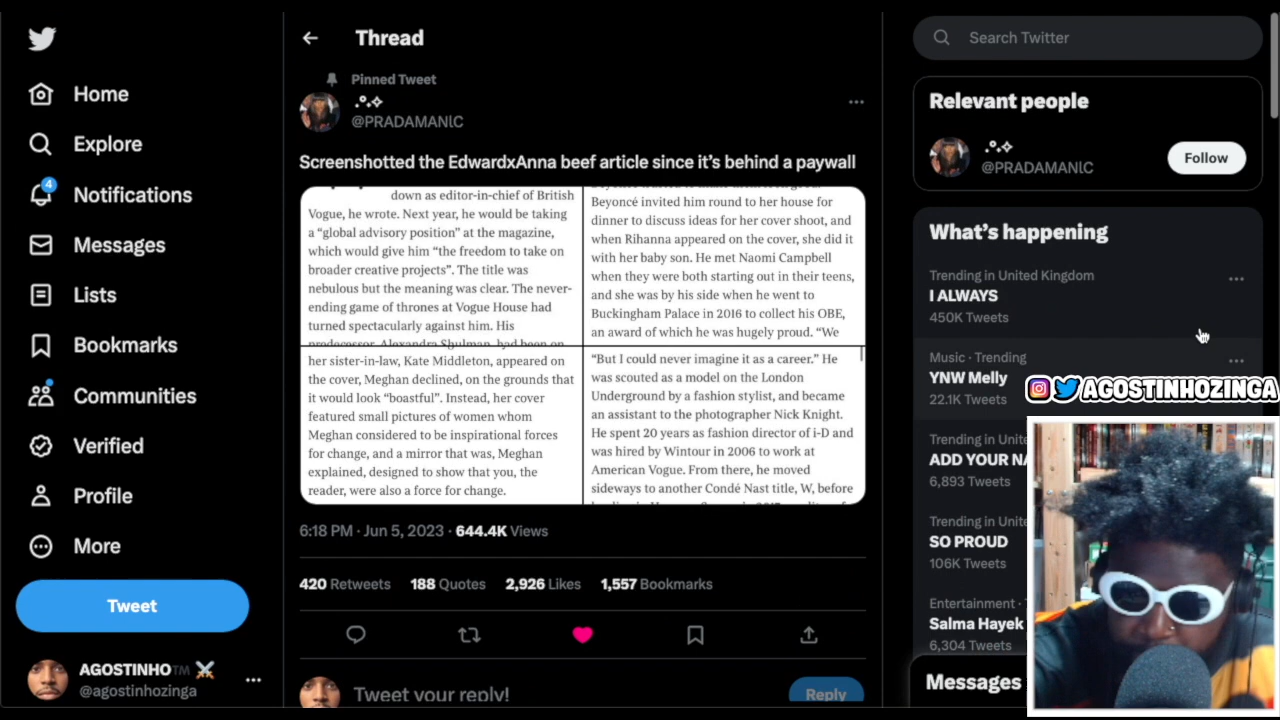 Home
Explore
4
Notifications
Messages
Lists
Bookmarks
Communities
Verified
Profile
More
Tweet
AGOSTINHO™ ⚔
@agostinhozinga
Thread
Pinned Tweet
@PRADAMANlC
Screenshotted the EdwardxAnna beef article since it’s behind a paywall
down as editor-in-chief of British
Vogue, he wrote. Next year, he would be taking
a “global advisory position” at the magazine,
which would give him “the freedom to take on
broader creative projects”. The title was
nebulous but the meaning was clear. The never-
ending game of thrones at Vogue House had
turned spectacularly against him. His
predecessor, Alexandra Shulman, had been on
Beyoncé invited him round to her house for
dinner to discuss ideas for her cover shoot, and
when Rihanna appeared on the cover, she did it
with her baby son. He met Naomi Campbell
when they were both starting out in their teens,
and she was by his side when he went to
Buckingham Palace in 2016 to collect his OBE,
an award of which he was hugely proud. “We
her sister-in-law, Kate Middleton, appeared on
the cover, Meghan declined, on the grounds that
it would look “boastful”. Instead, her cover
featured small pictures of women whom
Meghan considered to be inspirational forces
for change, and a mirror that was, Meghan
explained, designed to show that you, the
reader, were also a force for change.
“But I could never imagine it as a career.” He
was scouted as a model on the London
Underground by a fashion stylist, and became
an assistant to the photographer Nick Knight.
He spent 20 years as fashion director of i-D and
was hired by Wintour in 2006 to work at
American Vogue. From there, he moved
sideways to another Condé Nast title, W, before
6:18 PM · Jun 5, 2023 · 644.4K Views
420 Retweets 188 Quotes 2,926 Likes 1,557 Bookmarks
Tweet your reply!
Reply
Search Twitter
Relevant people
@PRADAMANlC
Follow
What’s happening
Trending in United Kingdom
I ALWAYS
450K Tweets
Music · Trending
YNW Melly
22.1K Tweets
AGOSTINHOZINGA
Trending in Unite
ADD YOUR NA
6,893 Tweets
Trending in Unite
SO PROUD
106K Tweets
Entertainment ·
Salma Hayek
6,304 Tweets
Messages